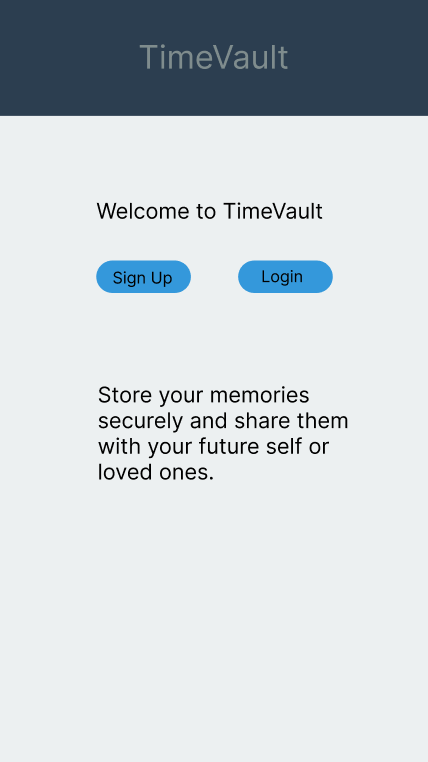 TimeVault
Welcome to TimeVault
Sign Up
Login
Store your memories
securely and share them
with your future self or
loved ones.